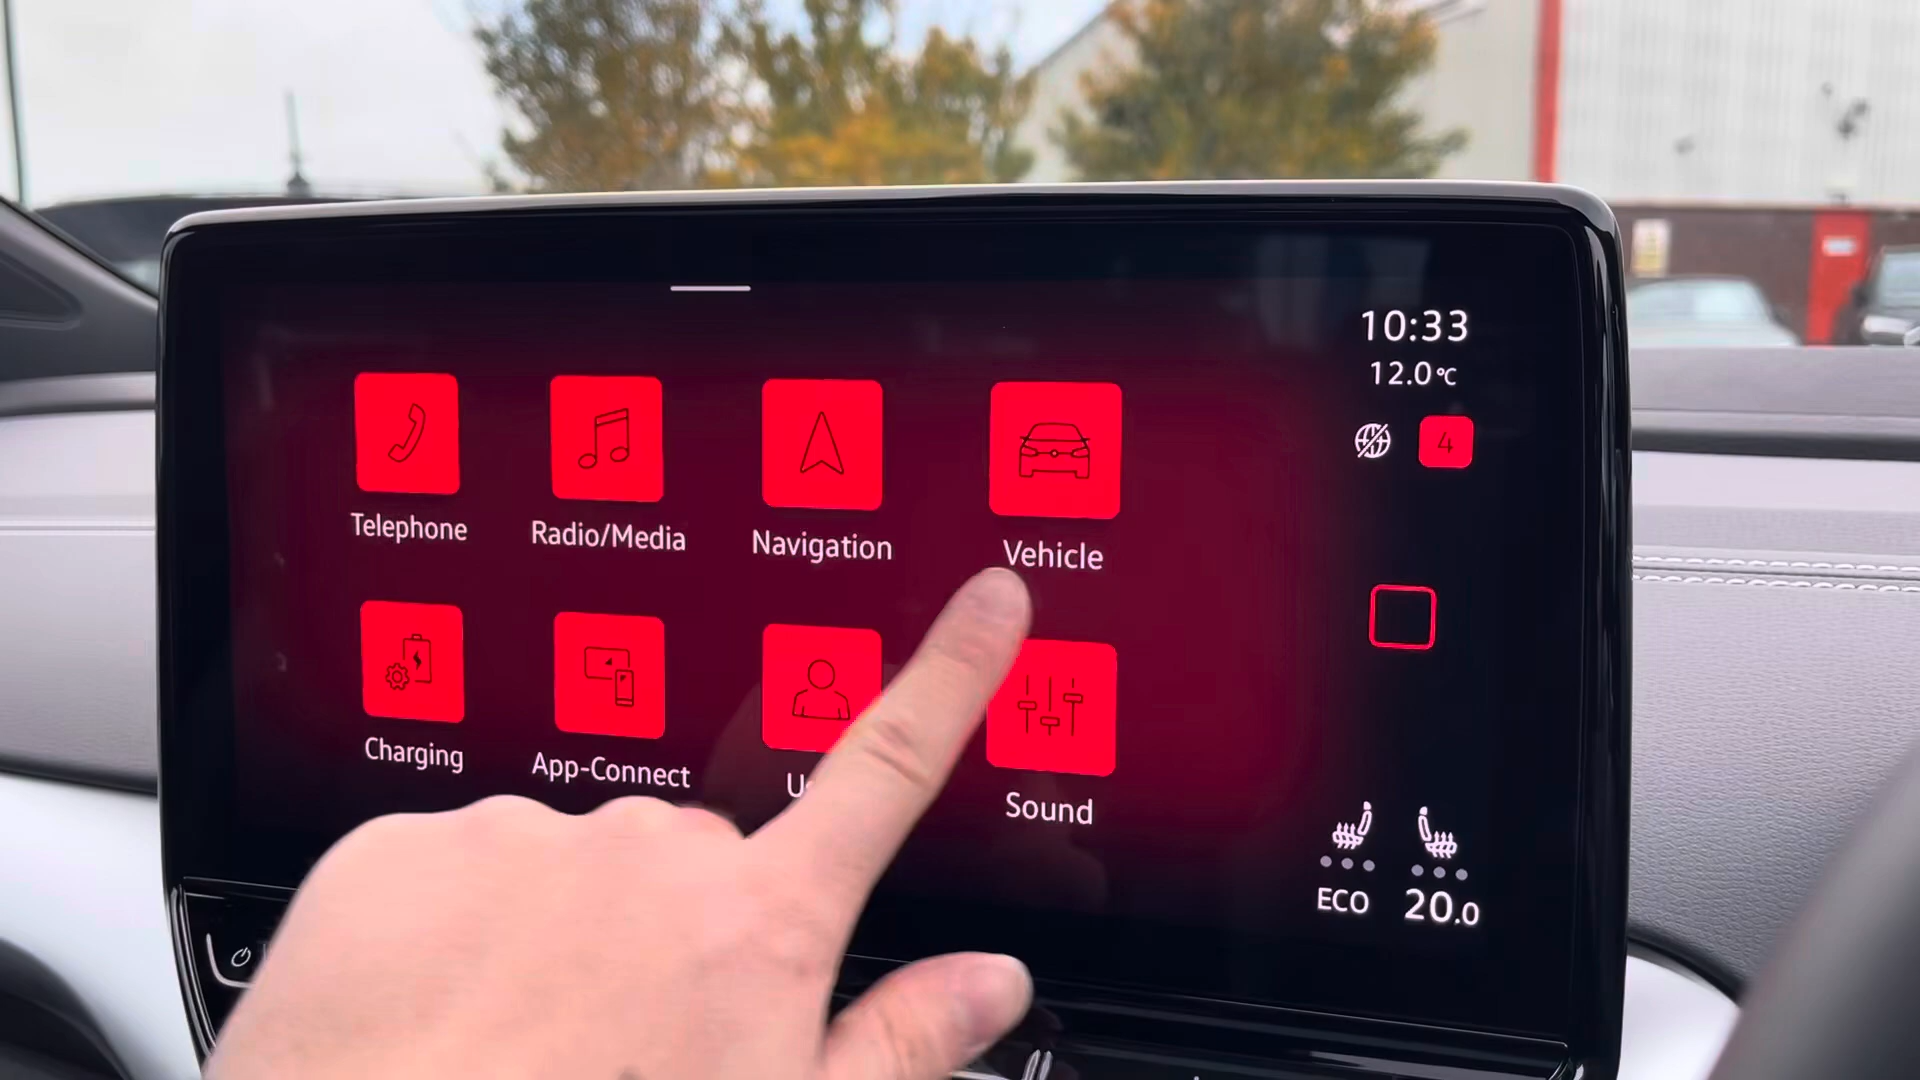 10:33
12.0°C
4
Telephone
Radio/Media
Navigation
Vehicle
Charging
App-Connect
Sound
ECO
20.0